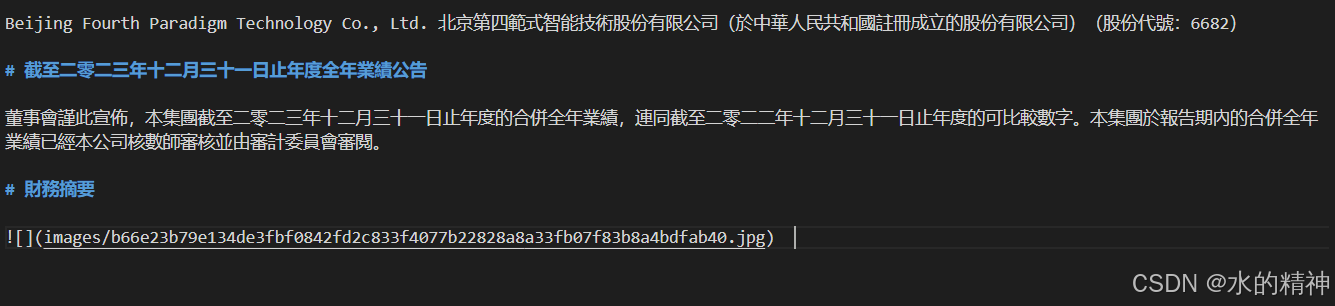 Beijing Fourth Paradigm Technology Co., Ltd. 北京第四範式智能技術股份有限公司（於中華人民共和國註冊成立的股份有限公司）（股份代號：6682）
# 截至二零二三年十二月三十一日止年度全年業績公告
董事會謹此宣佈，本集團截至二零二三年十二月三十一日止年度的合併全年業績，連同截至二零二二年十二月三十一日止年度的可比較數字。本集團於報告期內的合併全年
業績已經本公司核數師審核並由審計委員會審閱。
# 財務摘要
![](images/b66e23b79e134de3fbf0842fd2c833f4077b22828a8a33fb07f83b8a4bdfab40.jpg)
CSDN @水的精神